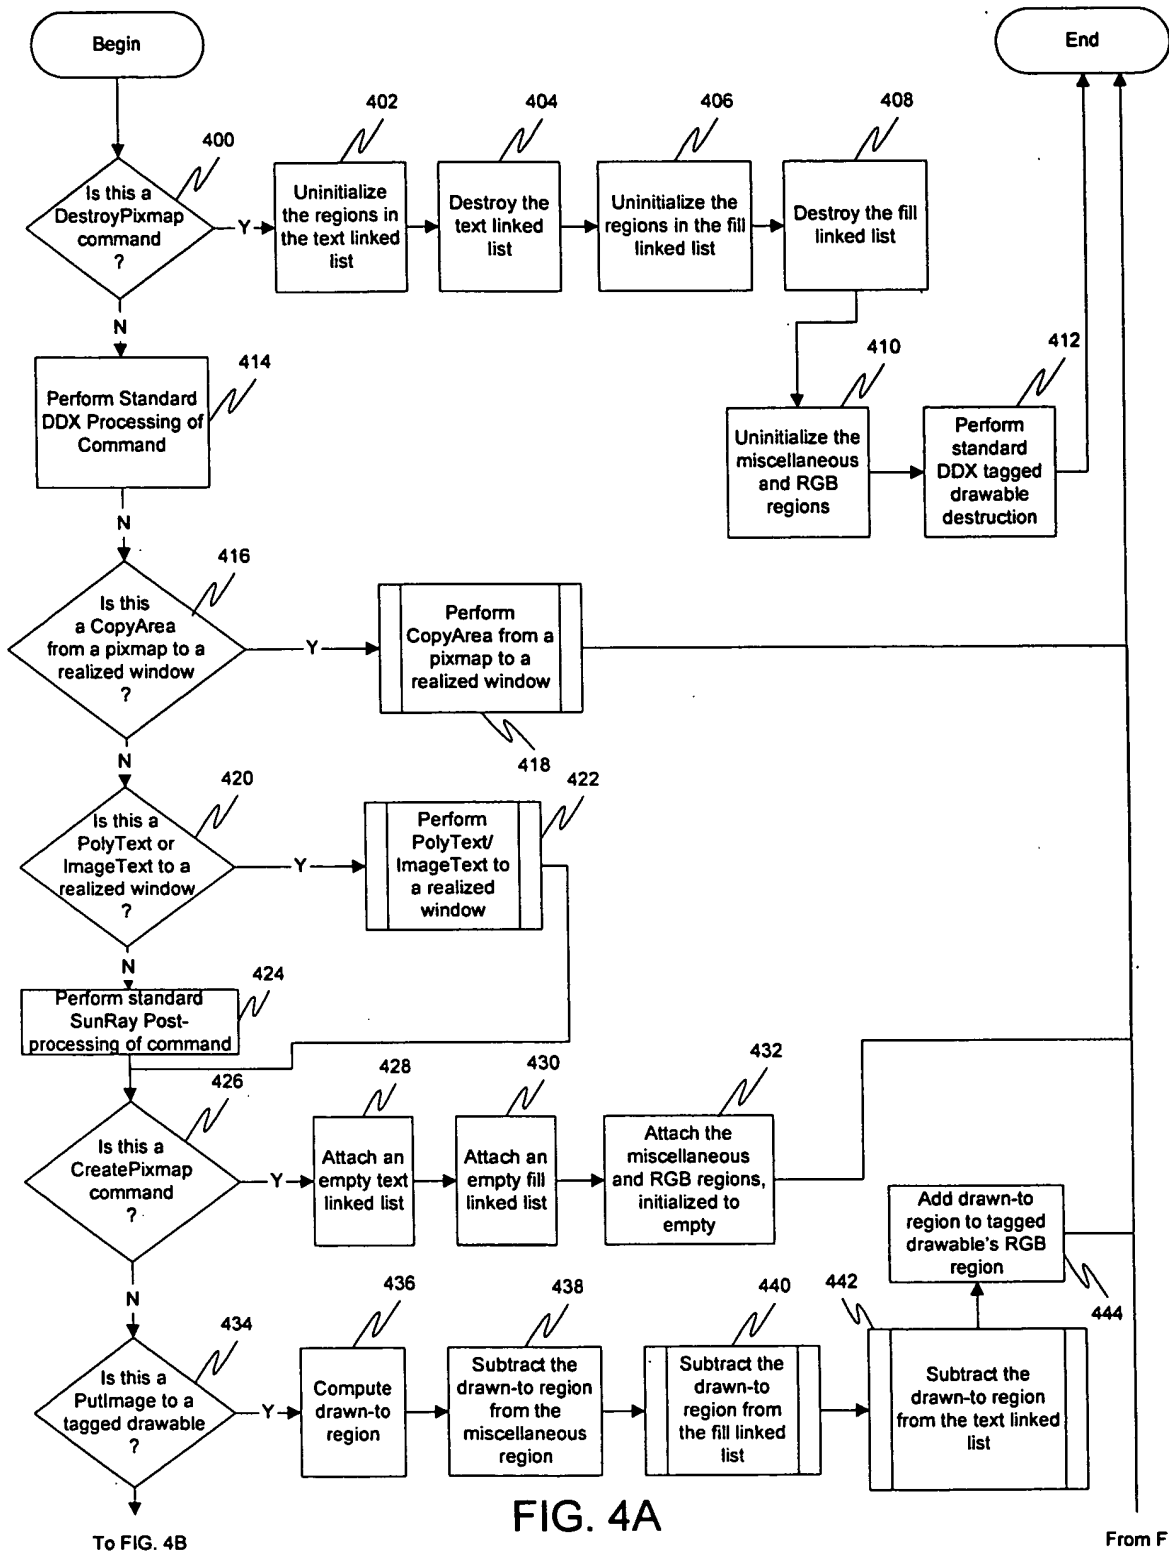 Begin
End
400
Is this a
DestroyPixmap
command
?
Y
402
Uninitialize
the regions in
the text linked
list
404
Destroy the
text linked
list
406
Uninitialize the
regions in the fill
linked list
408
Destroy the fill
linked list
N
414
Perform Standard
DDX Processing of
Command
410
Uninitialize the
miscellaneous
and RGB
regions
412
Perform
standard
DDX tagged
drawable
destruction
N
416
Is this
a CopyArea
from a pixmap to a
realized window
?
Y
Perform
CopyArea from a
pixmap to a
realized window
418
N
420
Is this a
PolyText or
ImageText to a
realized window
?
Y
422
Perform
PolyText/
ImageText to
a realized
window
N
424
Perform standard
SunRay Post-
processing of command
426
Is this a
CreatePixmap
command
?
Y
428
Attach an
empty text
linked list
430
Attach an
empty fill
linked list
432
Attach the
miscellaneous
and RGB regions,
initialized to
empty
N
434
Is this a
PutImage to a
tagged drawable
?
Y
436
Compute
drawn-to
region
438
Subtract the
drawn-to region
from the
miscellaneous
region
440
Subtract the
drawn-to
region from
the fill linked
list
442
Subtract the
drawn-to region
from the text linked
list
Add drawn-to
region to tagged
drawable's RGB
region
444
To FIG. 4B
FIG. 4A
From F